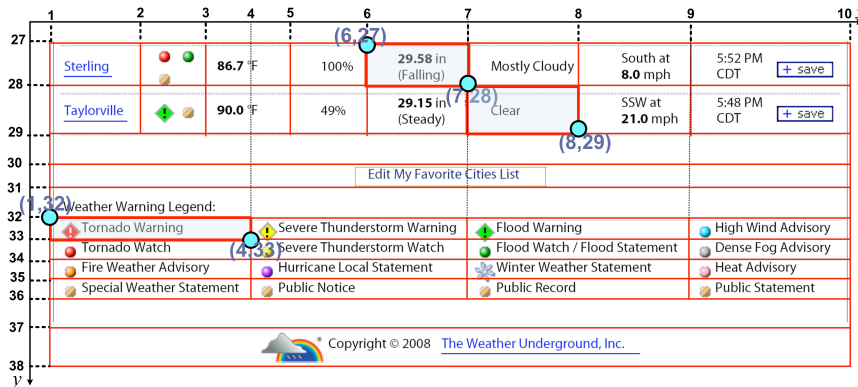 1 2 3 4 5 6 7 8 9 10
(6,27)
27
Sterling 86.7 °F 100% 29.58 in (Falling) Mostly Cloudy South at 8.0 mph 5:52 PM CDT + save
28
(7,28)
Taylorville 90.0 °F 49% 29.15 in (Steady) Clear SSW at 21.0 mph 5:48 PM CDT + save
29
(8,29)
30
Edit My Favorite Cities List
31
(1,32)
Weather Warning Legend:
32
Tornado Warning Severe Thunderstorm Warning Flood Warning High Wind Advisory
33
(4,33)
Tornado Watch Severe Thunderstorm Watch Flood Watch / Flood Statement Dense Fog Advisory
34
Fire Weather Advisory Hurricane Local Statement Winter Weather Statement Heat Advisory
35
Special Weather Statement Public Notice Public Record Public Statement
36
37
Copyright © 2008 The Weather Underground, Inc.
38
y